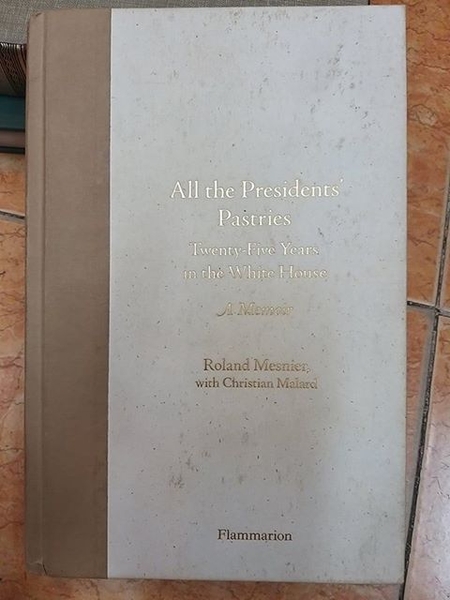 All the Presidents'
Pastries
Twenty-Five Years
in the White House
A Memoir
Roland Mesnier,
with Christian Malard
Flammarion